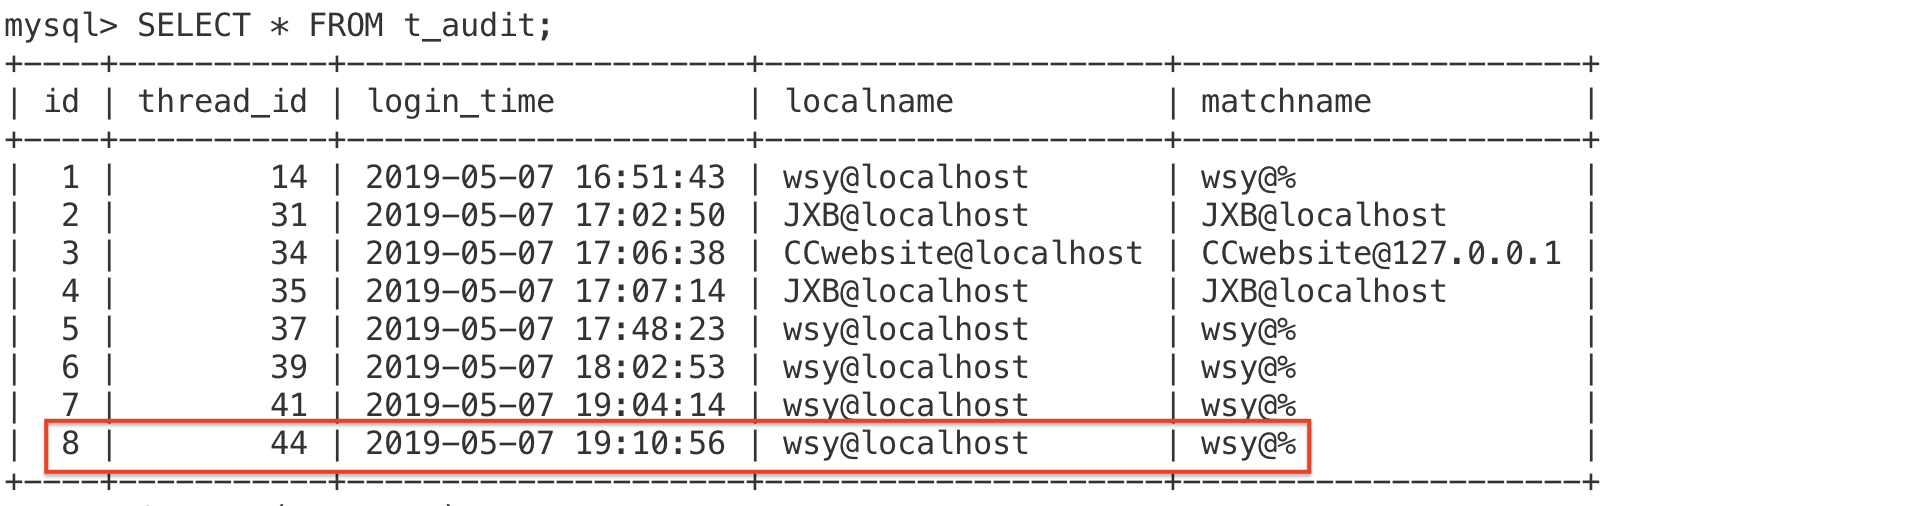 mysql> SELECT * FROM t_audit;
+----+-----------+---------------------+---------------------+---------------------+
| id | thread_id | login_time          | localname           | matchname           |
+----+-----------+---------------------+---------------------+---------------------+
| 1 | 14 | 2019-05-07 16:51:43 | wsy@localhost | wsy@% |
| 2 | 31 | 2019-05-07 17:02:50 | JXB@localhost | JXB@localhost |
| 3 | 34 | 2019-05-07 17:06:38 | CCwebsite@localhost | CCwebsite@127.0.0.1 |
| 4 | 35 | 2019-05-07 17:07:14 | JXB@localhost | JXB@localhost |
| 5 | 37 | 2019-05-07 17:48:23 | wsy@localhost | wsy@% |
| 6 | 39 | 2019-05-07 18:02:53 | wsy@localhost | wsy@% |
| 7 | 41 | 2019-05-07 19:04:14 | wsy@localhost | wsy@% |
| 8 | 44 | 2019-05-07 19:10:56 | wsy@localhost | wsy@% |
+----+-----------+---------------------+---------------------+---------------------+